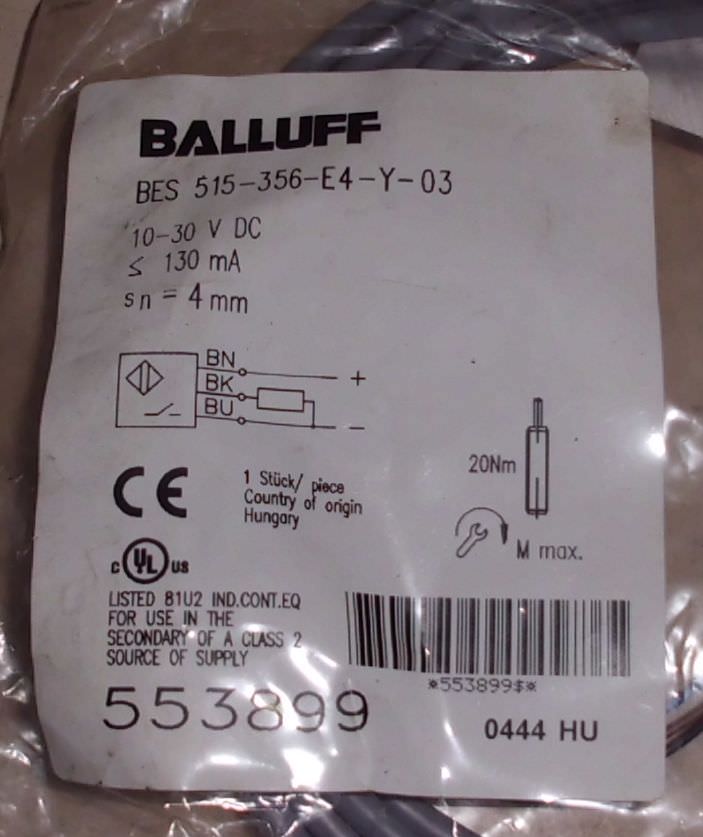 BALLUFF
BES 515-356-E4-Y-03
10-30 V DC
≤ 130 mA
sn = 4 mm
BN
+
BK
BU
−
20Nm
M max.
CE
1 Stück/ piece
Country of origin
Hungary
C UL US
LISTED 81U2 IND.CONT.EQ
FOR USE IN THE
SECONDARY OF A CLASS 2
SOURCE OF SUPPLY
*553899$*
553899
0444 HU